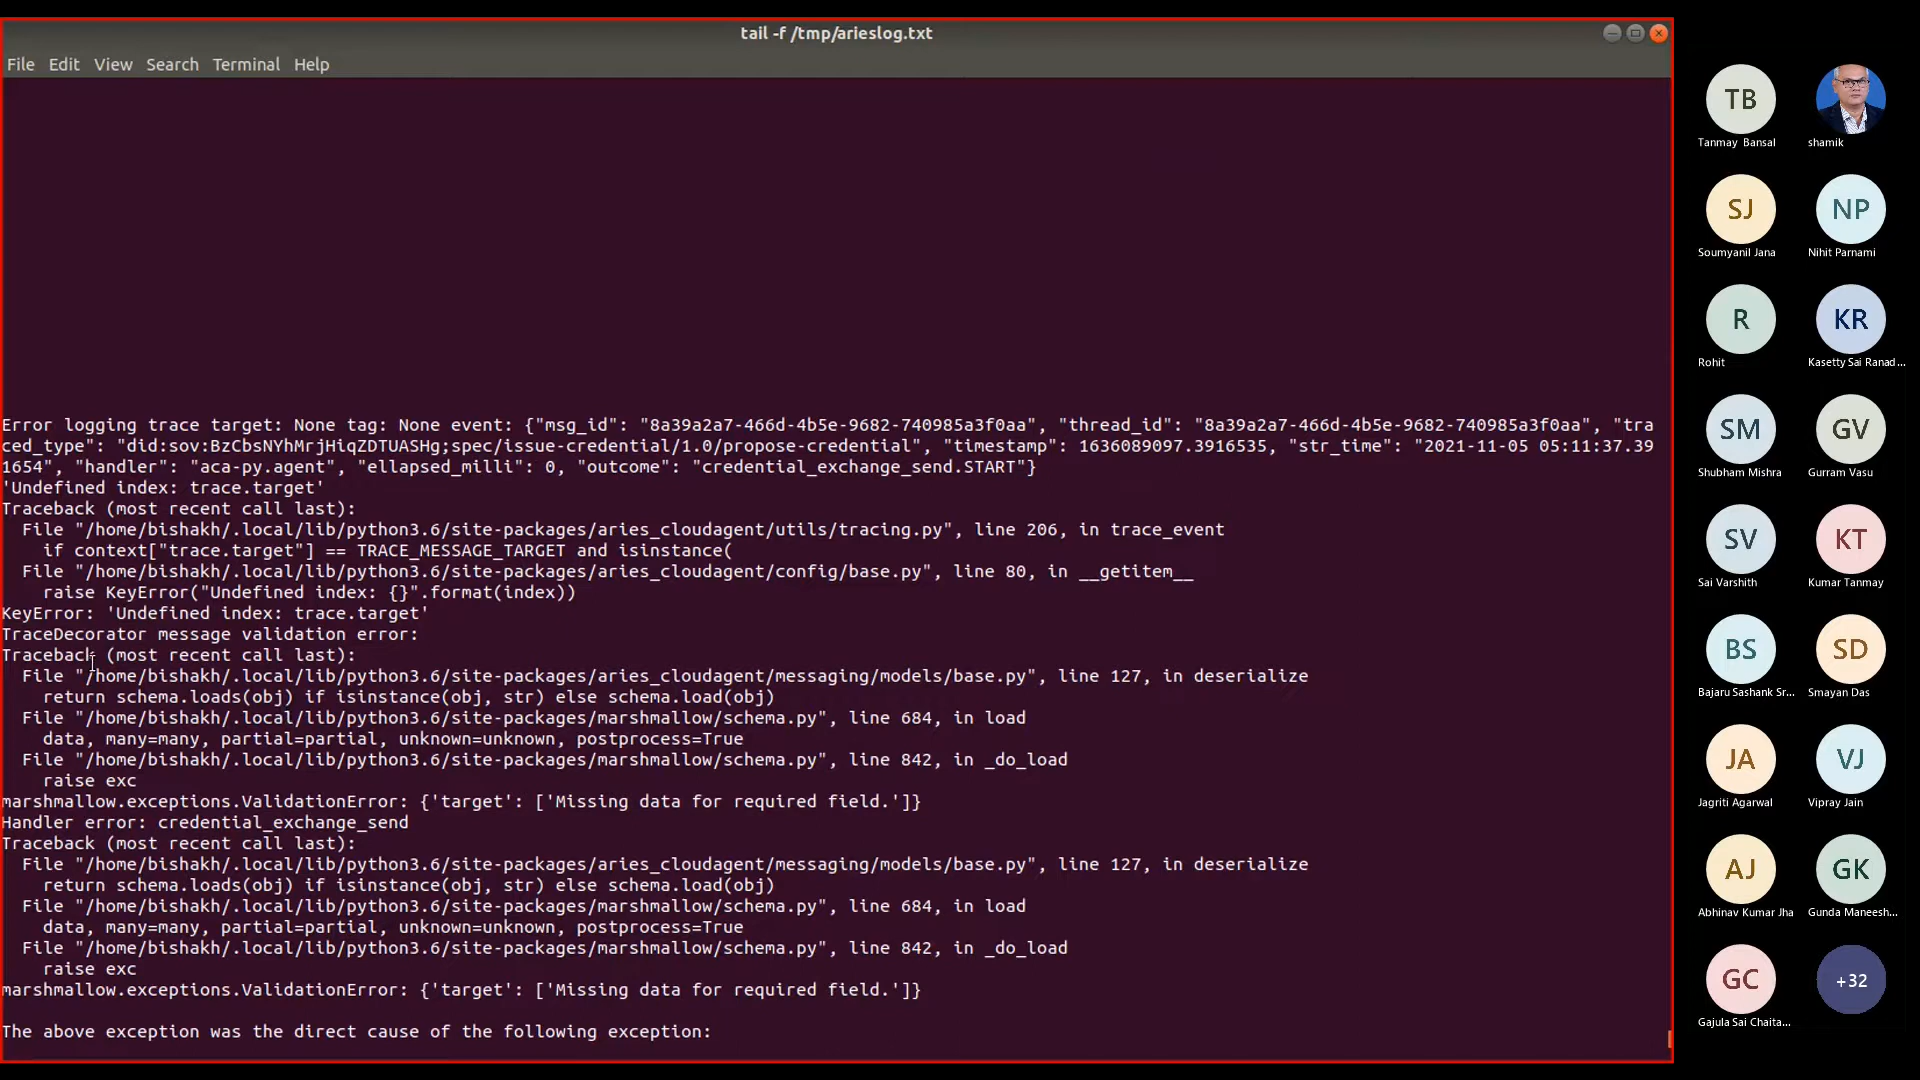 tail -f /tmp/arieslog.txt
File Edit View Search Terminal Help
Error logging trace target: None tag: None event: {"msg_id": "8a39a2a7-466d-4b5e-9682-740985a3f0aa", "thread_id": "8a39a2a7-466d-4b5e-9682-740985a3f0aa", "tra
ced_type": "did:sov:BzCbsNYhMrjHiqZDTUASHg;spec/issue-credential/1.0/propose-credential", "timestamp": 1636089097.3916535, "str_time": "2021-11-05 05:11:37.39
1654", "handler": "aca-py.agent", "ellapsed_milli": 0, "outcome": "credential_exchange_send.START"}
'Undefined index: trace.target'
Traceback (most recent call last):
File "/home/bishakh/.local/lib/python3.6/site-packages/aries_cloudagent/utils/tracing.py", line 206, in trace_event
if context["trace.target"] == TRACE_MESSAGE_TARGET and isinstance(
File "/home/bishakh/.local/lib/python3.6/site-packages/aries_cloudagent/config/base.py", line 80, in __getitem__
raise KeyError("Undefined index: {}".format(index))
KeyError: 'Undefined index: trace.target'
TraceDecorator message validation error:
Traceback (most recent call last):
File "/home/bishakh/.local/lib/python3.6/site-packages/aries_cloudagent/messaging/models/base.py", line 127, in deserialize
return schema.loads(obj) if isinstance(obj, str) else schema.load(obj)
File "/home/bishakh/.local/lib/python3.6/site-packages/marshmallow/schema.py", line 684, in load
data, many=many, partial=partial, unknown=unknown, postprocess=True
File "/home/bishakh/.local/lib/python3.6/site-packages/marshmallow/schema.py", line 842, in _do_load
raise exc
marshmallow.exceptions.ValidationError: {'target': ['Missing data for required field.']}
Handler error: credential_exchange_send
Traceback (most recent call last):
File "/home/bishakh/.local/lib/python3.6/site-packages/aries_cloudagent/messaging/models/base.py", line 127, in deserialize
return schema.loads(obj) if isinstance(obj, str) else schema.load(obj)
File "/home/bishakh/.local/lib/python3.6/site-packages/marshmallow/schema.py", line 684, in load
data, many=many, partial=partial, unknown=unknown, postprocess=True
File "/home/bishakh/.local/lib/python3.6/site-packages/marshmallow/schema.py", line 842, in _do_load
raise exc
marshmallow.exceptions.ValidationError: {'target': ['Missing data for required field.']}
The above exception was the direct cause of the following exception:
TB
Tanmay Bansal shamik
SJ NP
Soumyanil Jana Nihit Parnami
R KR
Rohit Kasetty Sai Ranad...
SM GV
Shubham Mishra Gurram Vasu
SV KT
Sai Varshith Kumar Tanmay
BS SD
Bajaru Sashank Sr... Smayan Das
JA VJ
Jagriti Agarwal Vipray Jain
AJ GK
Abhinav Kumar Jha Gunda Maneesh...
GC +32
Gajula Sai Chaita...